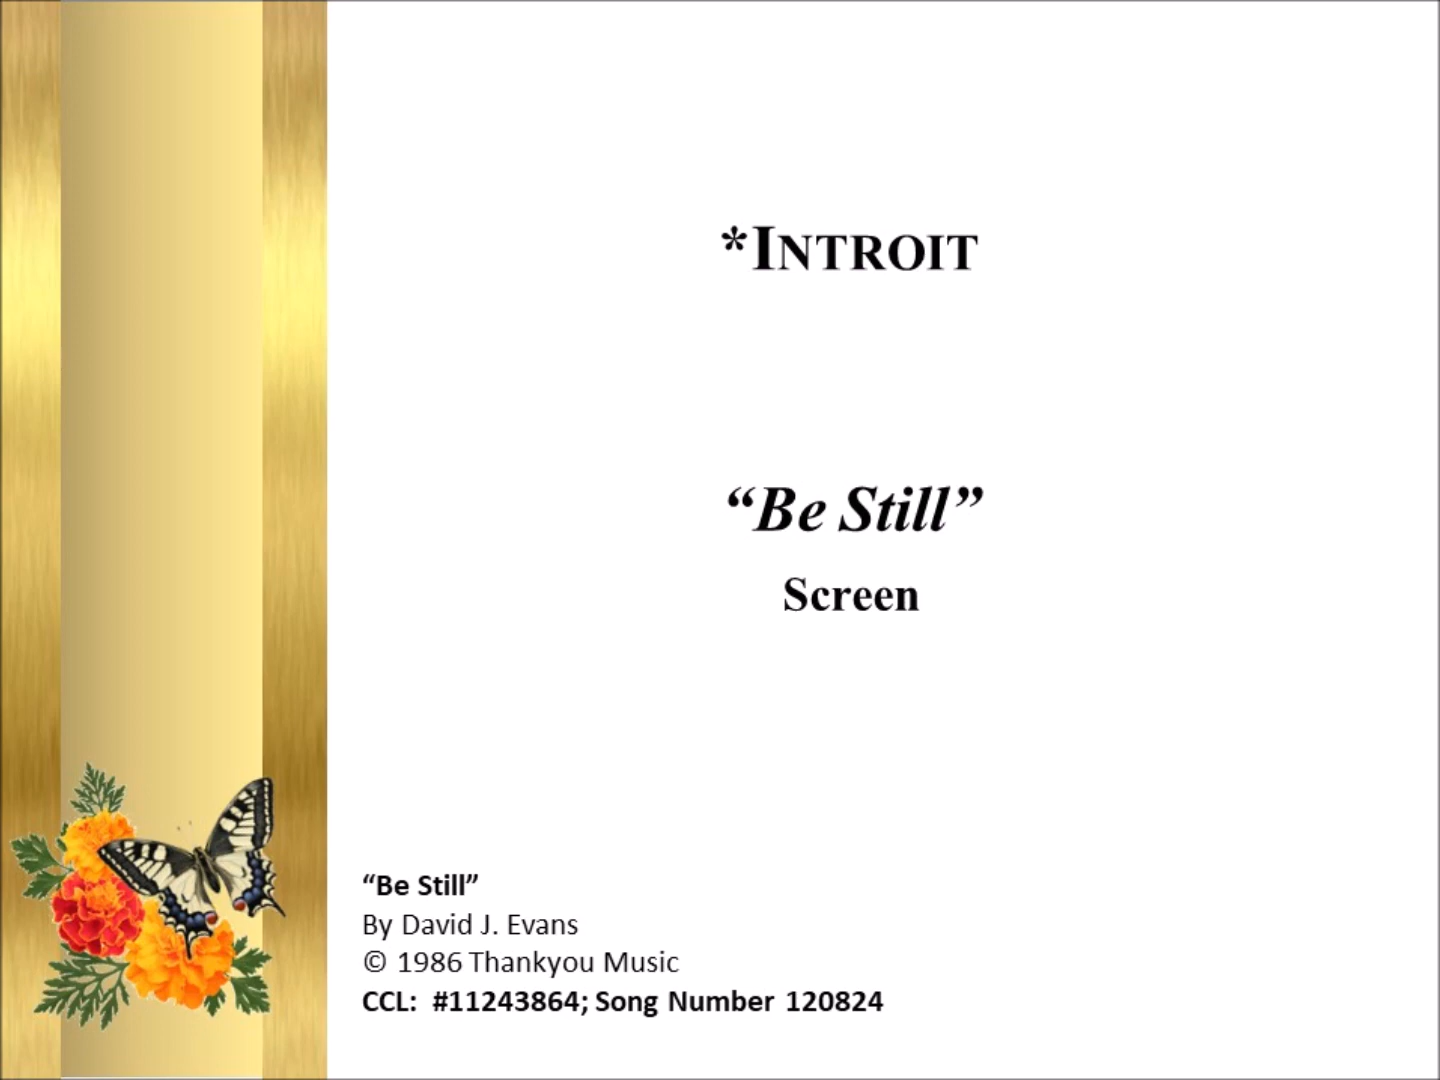 *INTROIT
“Be Still”
Screen
“Be Still”
By David J. Evans
© 1986 Thankyou Music
CCL: #11243864; Song Number 120824